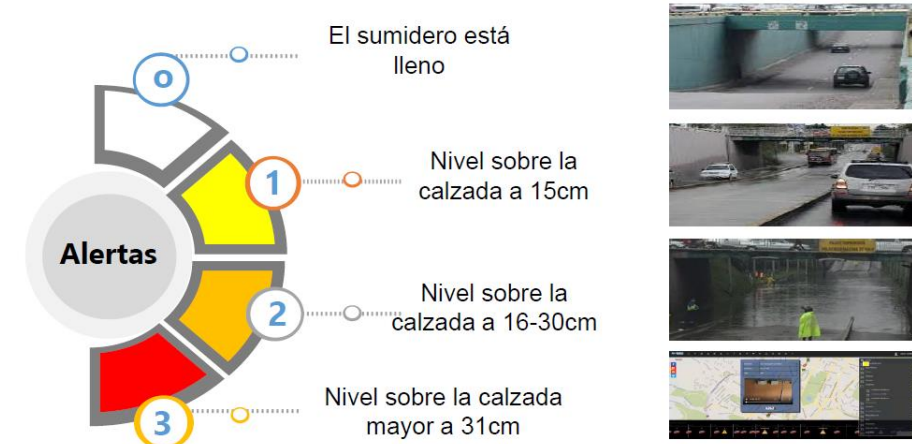 El sumidero está
lleno
0
Nivel sobre la
calzada a 15cm
1
Alertas
Nivel sobre la
calzada a 16-30cm
2
Nivel sobre la calzada
mayor a 31cm
3